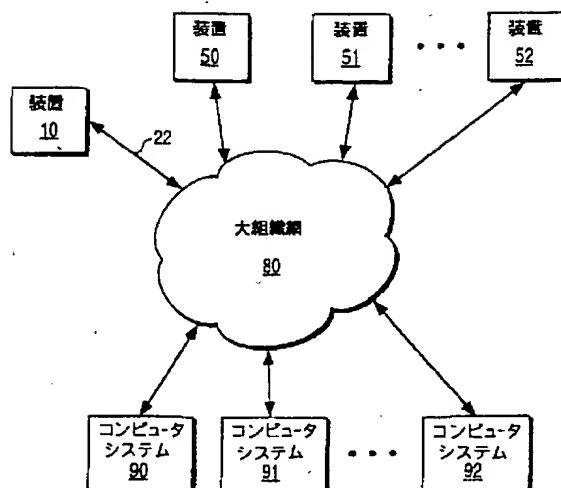 装置
50
装置
51
装置
52
装置
10
22
大組織網
80
コンピュータ
システム
90
コンピュータ
システム
91
コンピュータ
システム
92